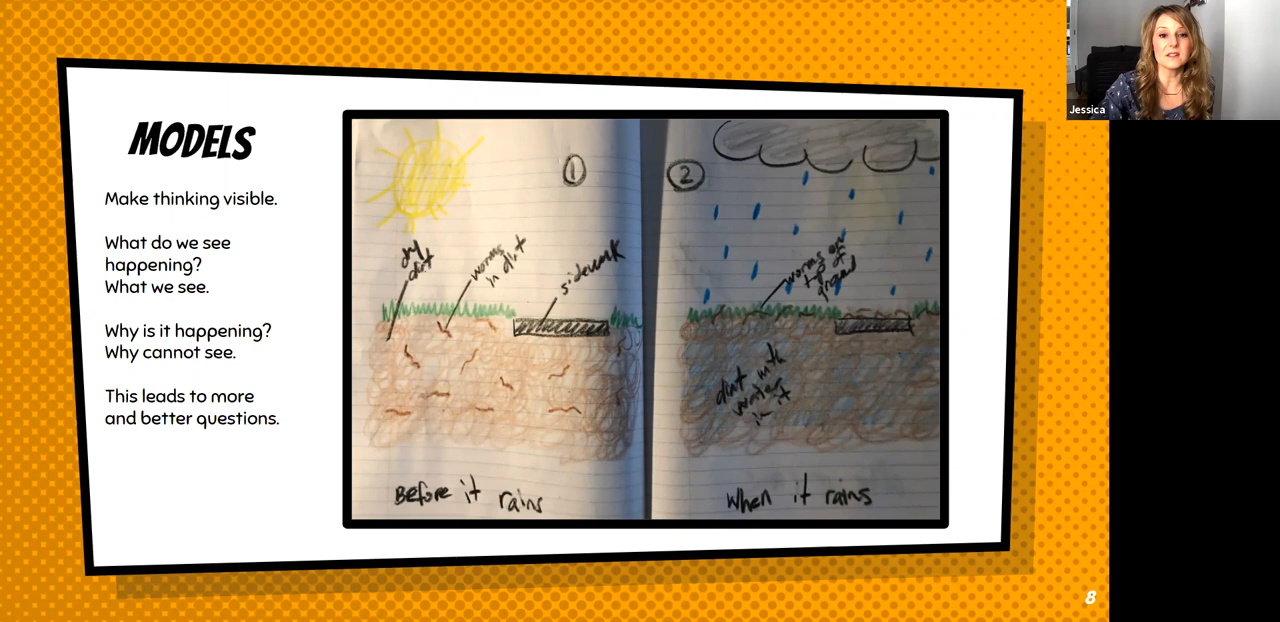 MODELS
Make thinking visible.
What do we see
happening?
What we see.
Why is it happening?
Why cannot see.
This leads to more
and better questions.
1
dry
dirt
worms
in dirt
sidewalk
Before it rains
2
worms on
top of
ground
dirt with
water
in it
When it rains
Jessica
8